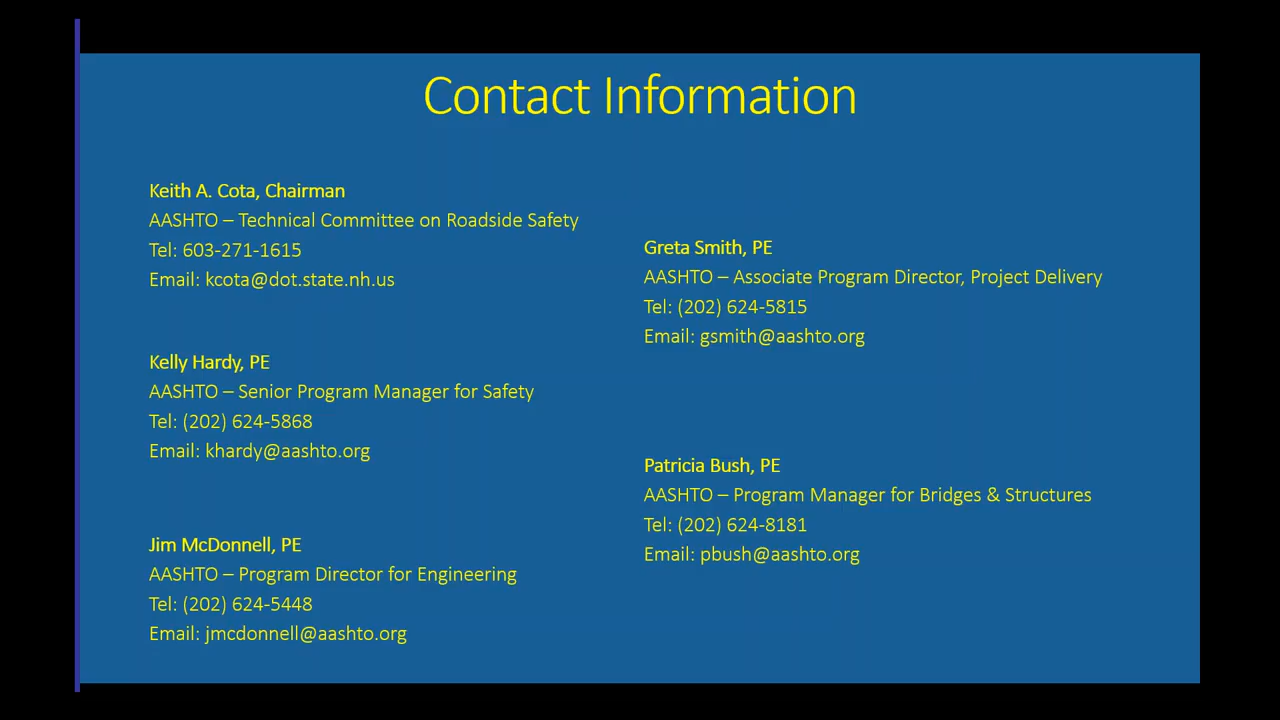 Contact Information
Keith A. Cota, Chairman
AASHTO – Technical Committee on Roadside Safety
Tel: 603-271-1615
Email: kcota@dot.state.nh.us
Kelly Hardy, PE
AASHTO – Senior Program Manager for Safety
Tel: (202) 624-5868
Email: khardy@aashto.org
Jim McDonnell, PE
AASHTO – Program Director for Engineering
Tel: (202) 624-5448
Email: jmcdonnell@aashto.org
Greta Smith, PE
AASHTO – Associate Program Director, Project Delivery
Tel: (202) 624-5815
Email: gsmith@aashto.org
Patricia Bush, PE
AASHTO – Program Manager for Bridges & Structures
Tel: (202) 624-8181
Email: pbush@aashto.org